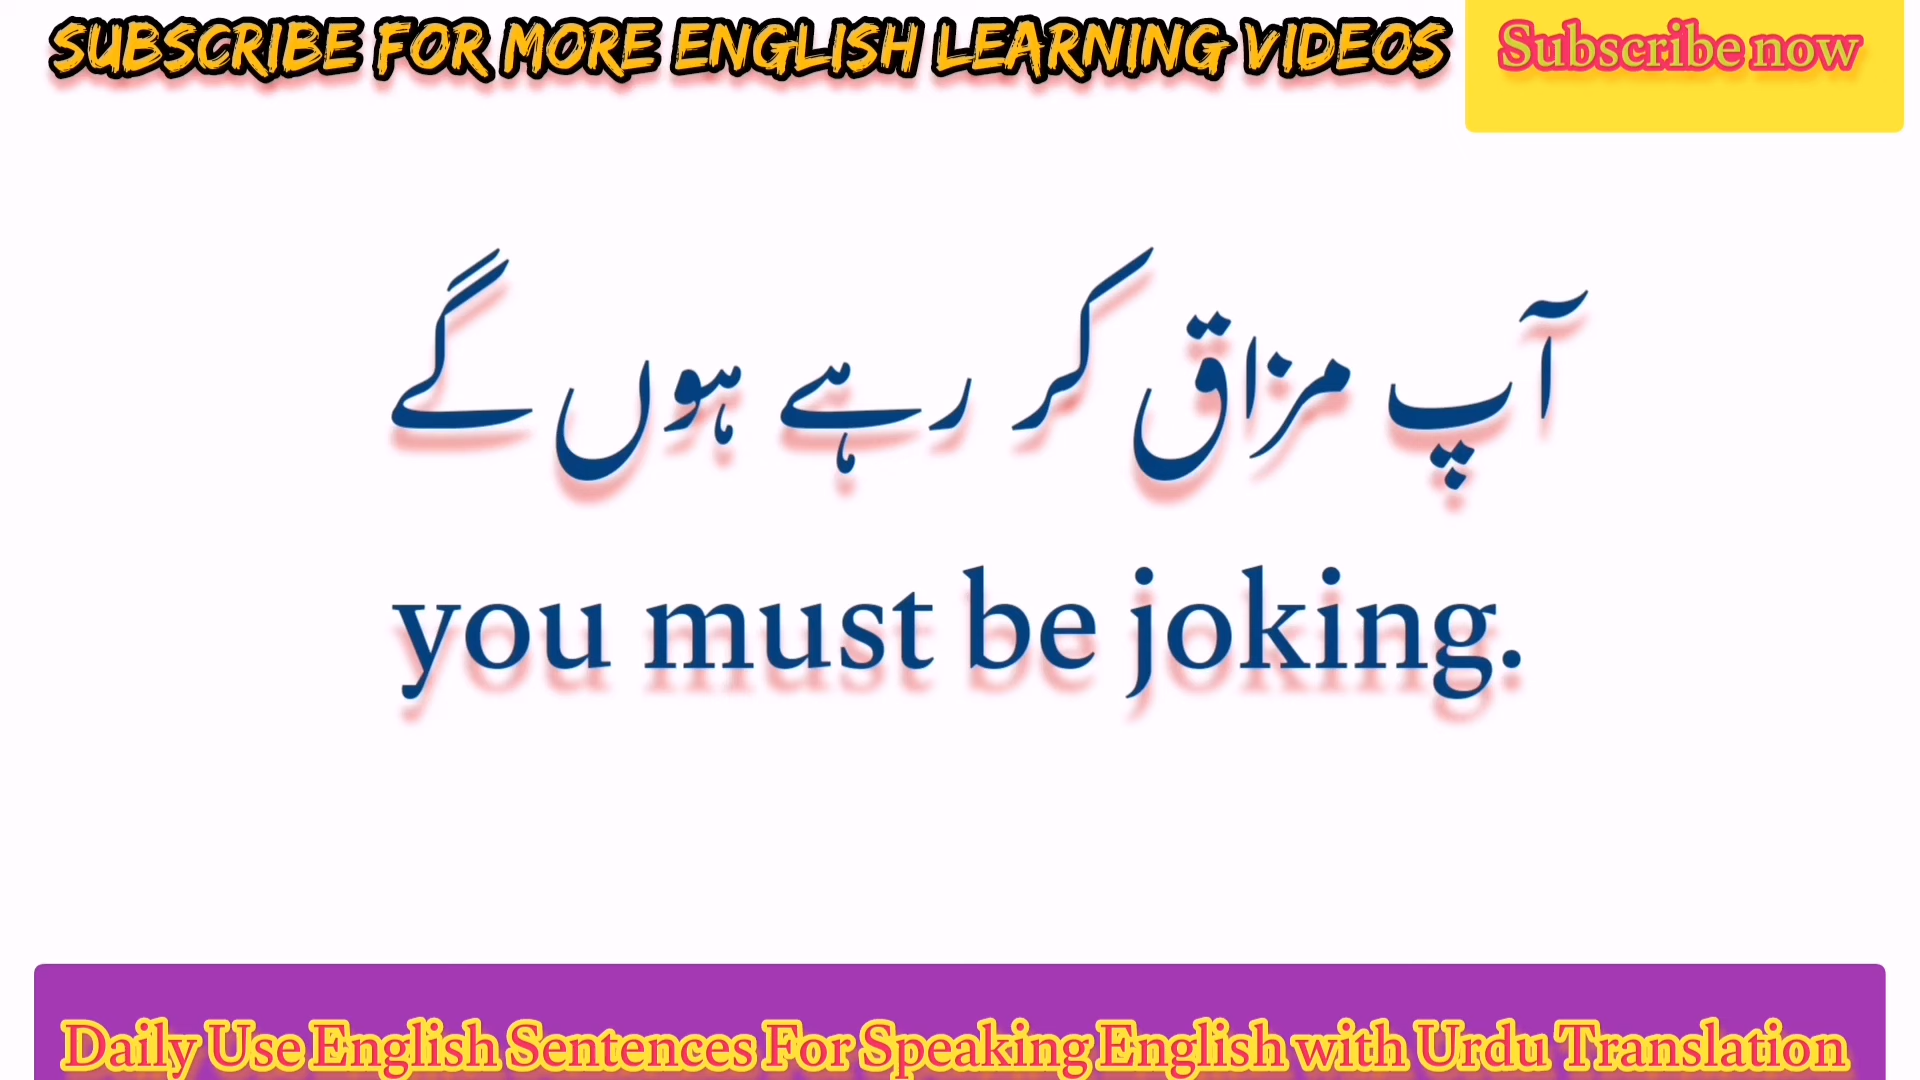 SUBSCRIBE FOR MORE ENGLISH LEARNING VIDEOS
Subscribe now
آپ مزاق کر رہے ہوں گے
you must be joking.
Daily Use English Sentences For Speaking English with Urdu Translation